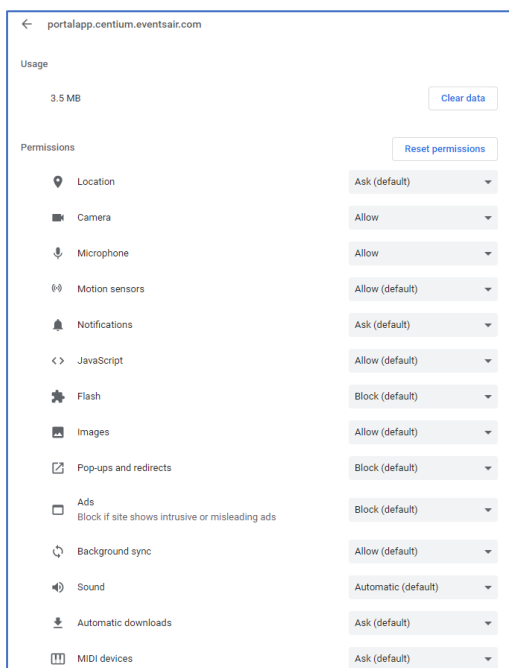 portalapp.centium.eventsair.com
Usage
3.5 MB
Clear data
Permissions
Reset permissions
Location
Ask (default)
Camera
Allow
Microphone
Allow
Motion sensors
Allow (default)
Notifications
Ask (default)
JavaScript
Allow (default)
Flash
Block (default)
Images
Allow (default)
Pop-ups and redirects
Block (default)
Ads
Block if site shows intrusive or misleading ads
Block (default)
Background sync
Allow (default)
Sound
Automatic (default)
Automatic downloads
Ask (default)
MIDI devices
Ask (default)